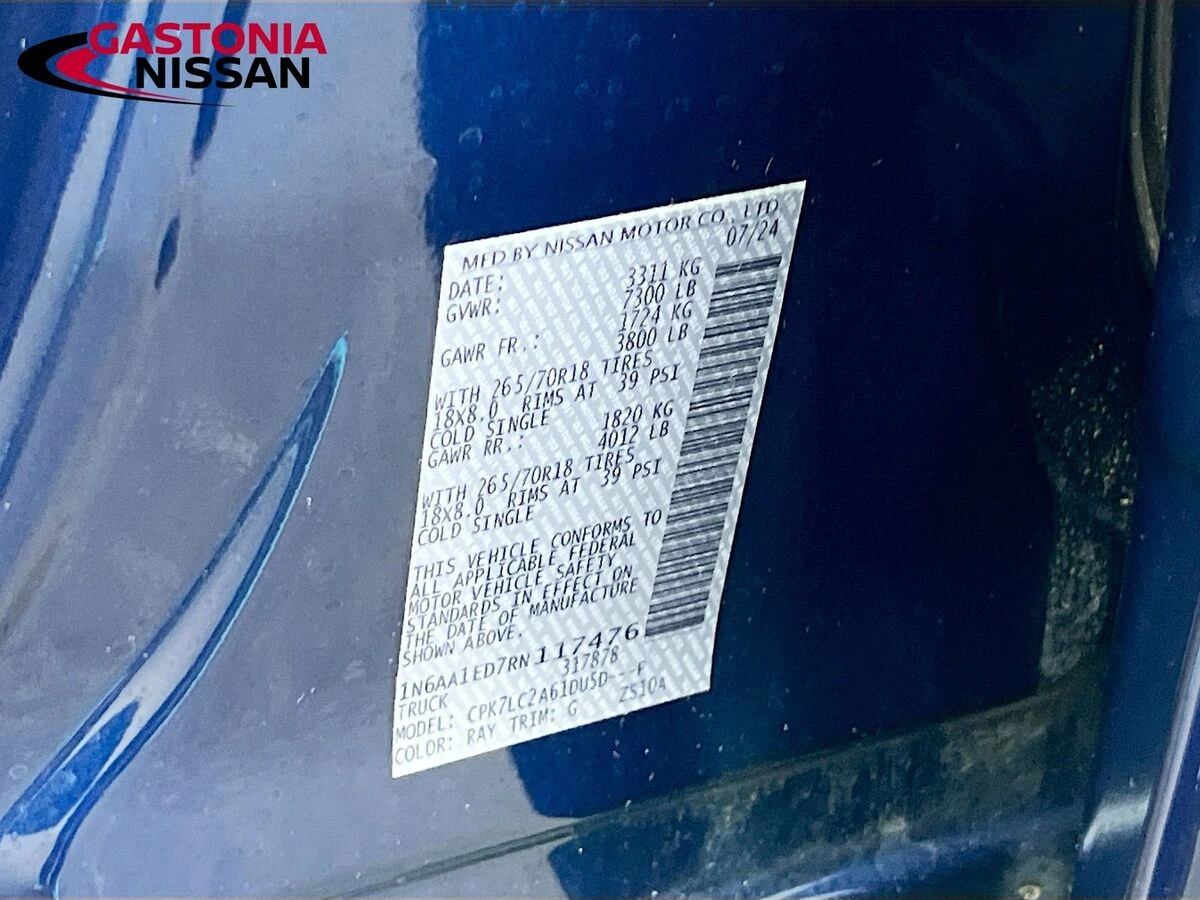 GASTONIA
NISSAN
MFD BY NISSAN MOTOR CO., LTD
DATE: 07/24
GVWR: 3311 KG
7300 LB
GAWR FR.: 1724 KG
3800 LB
WITH 265/70R18 TIRES
18X8.0 RIMS AT 39 PSI
COLD SINGLE
GAWR RR.: 1820 KG
4012 LB
WITH 265/70R18 TIRES
18X8.0 RIMS AT 39 PSI
COLD SINGLE
THIS VEHICLE CONFORMS TO
ALL APPLICABLE FEDERAL
MOTOR VEHICLE SAFETY
STANDARDS IN EFFECT ON
THE DATE OF MANUFACTURE
SHOWN ABOVE.
1N6AA1ED7RN117476
TRUCK 317878
MODEL: CPK7LC2A61DU5D---F
COLOR: RAY TRIM: G ZS10A